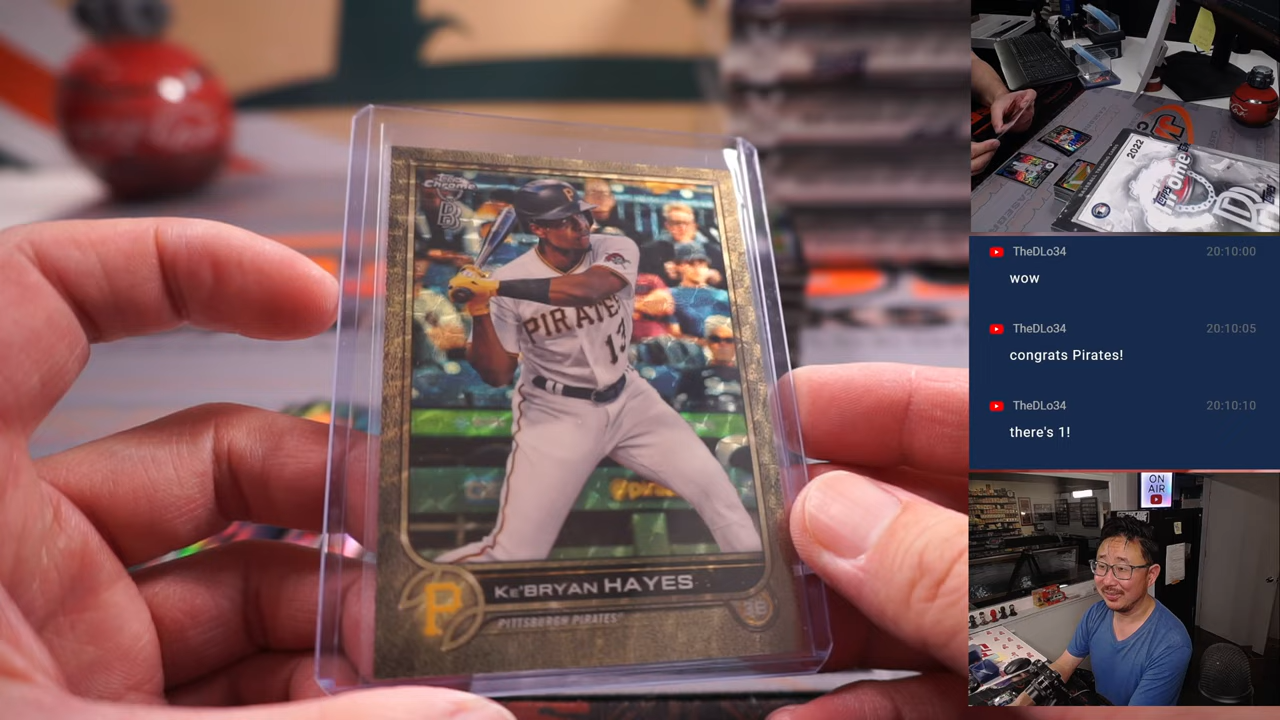 Topps
Chrome
B
P
PIRATES
13
P
Ke'BRYAN HAYES
PITTSBURGH PIRATES
3B
2022
TheDLo34 20:10:00
wow
TheDLo34 20:10:05
congrats Pirates!
TheDLo34 20:10:10
there's 1!
ON
AIR